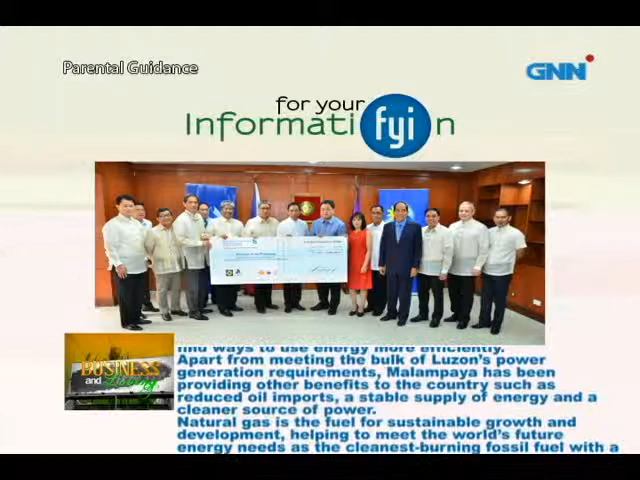 Parental Guidance
GNN
for your
Informati fyi n
BUSINESS
and Living
find ways to use energy more efficiently.
Apart from meeting the bulk of Luzon's power
generation requirements, Malampaya has been
providing other benefits to the country such as
reduced oil imports, a stable supply of energy and a
cleaner source of power.
Natural gas is the fuel for sustainable growth and
development, helping to meet the world's future
energy needs as the cleanest-burning fossil fuel with a